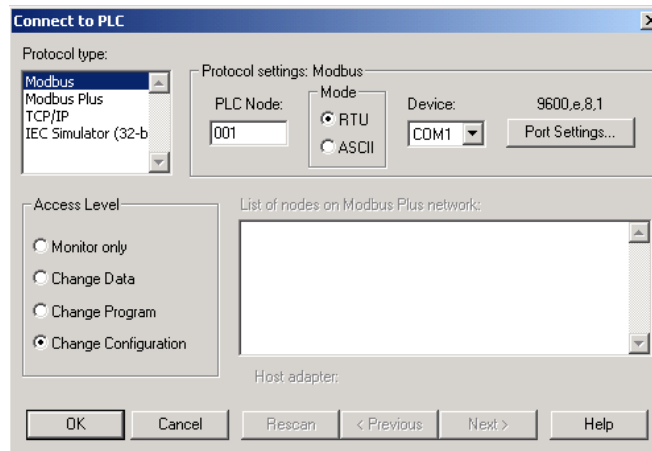 Connect to PLC
Protocol type:
Modbus
Modbus Plus
TCP/IP
IEC Simulator (32-b
Protocol settings: Modbus
PLC Node:
001
Mode
RTU
ASCII
Device:
COM1
9600,e,8,1
Port Settings...
Access Level
Monitor only
Change Data
Change Program
Change Configuration
List of nodes on Modbus Plus network:
Host adapter:
OK
Cancel
Rescan
< Previous
Next >
Help